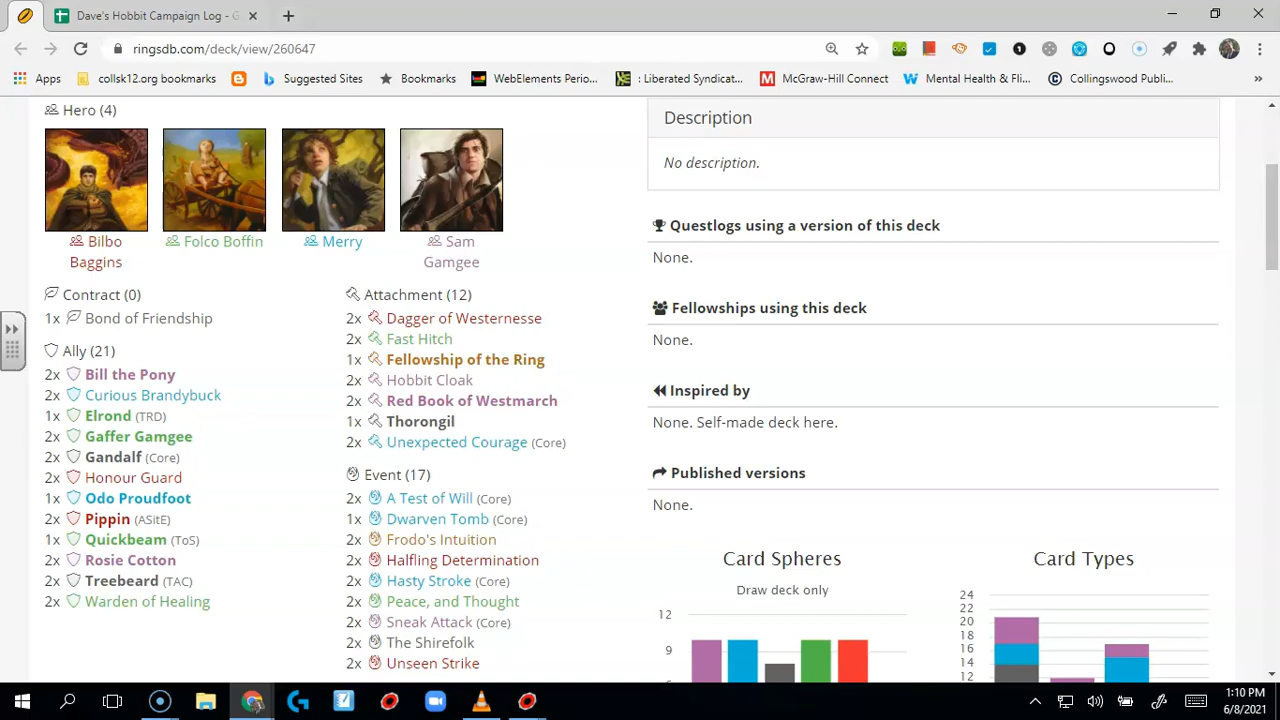 Dave's Hobbit Campaign Log - G
ringsdb.com/deck/view/260647
Apps
collsk12.org bookmarks
Suggested Sites
Bookmarks
WebElements Perio...
: Liberated Syndicat...
McGraw-Hill Connect
Mental Health & Fli...
Collingswood Publi...
»
Hero (4)
Bilbo
Baggins
Folco Boffin
Merry
Sam
Gamgee
Contract (0)
1x Bond of Friendship
Ally (21)
2x Bill the Pony
2x Curious Brandybuck
1x Elrond (TRD)
2x Gaffer Gamgee
2x Gandalf (Core)
2x Honour Guard
1x Odo Proudfoot
2x Pippin (ASitE)
1x Quickbeam (ToS)
2x Rosie Cotton
2x Treebeard (TAC)
2x Warden of Healing
Attachment (12)
2x Dagger of Westernesse
2x Fast Hitch
1x Fellowship of the Ring
2x Hobbit Cloak
2x Red Book of Westmarch
1x Thorongil
2x Unexpected Courage (Core)
Event (17)
2x A Test of Will (Core)
1x Dwarven Tomb (Core)
2x Frodo's Intuition
2x Halfling Determination
2x Hasty Stroke (Core)
2x Peace, and Thought
2x Sneak Attack (Core)
2x The Shirefolk
2x Unseen Strike
Description
No description.
Questlogs using a version of this deck
None.
Fellowships using this deck
None.
Inspired by
None. Self-made deck here.
Published versions
None.
Card Spheres
Draw deck only
12
9
Card Types
24
22
20
18
16
14
12
1:10 PM
6/8/2021